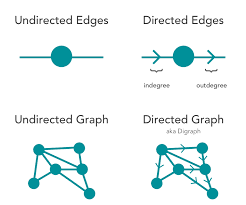 Undirected Edges
Directed Edges
indegree
outdegree
Undirected Graph
Directed Graph
aka Digraph